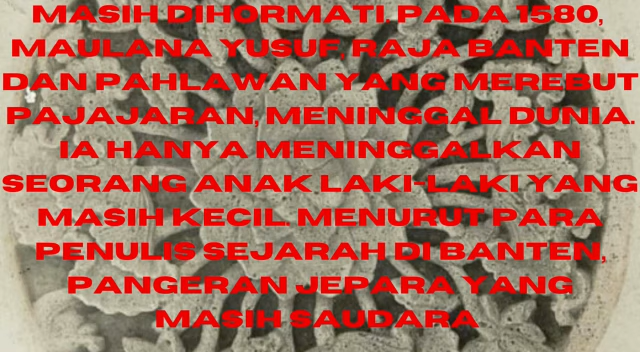 MASIH DIHORMATI. PADA 1580,
MAULANA YUSUF, RAJA BANTEN
DAN PAHLAWAN YANG MEREBUT
PAJAJARAN, MENINGGAL DUNIA.
IA HANYA MENINGGALKAN
SEORANG ANAK LAKI-LAKI YANG
MASIH KECIL. MENURUT PARA
PENULIS SEJARAH DI BANTEN,
PANGERAN JEPARA YANG
MASIH SAUDARA